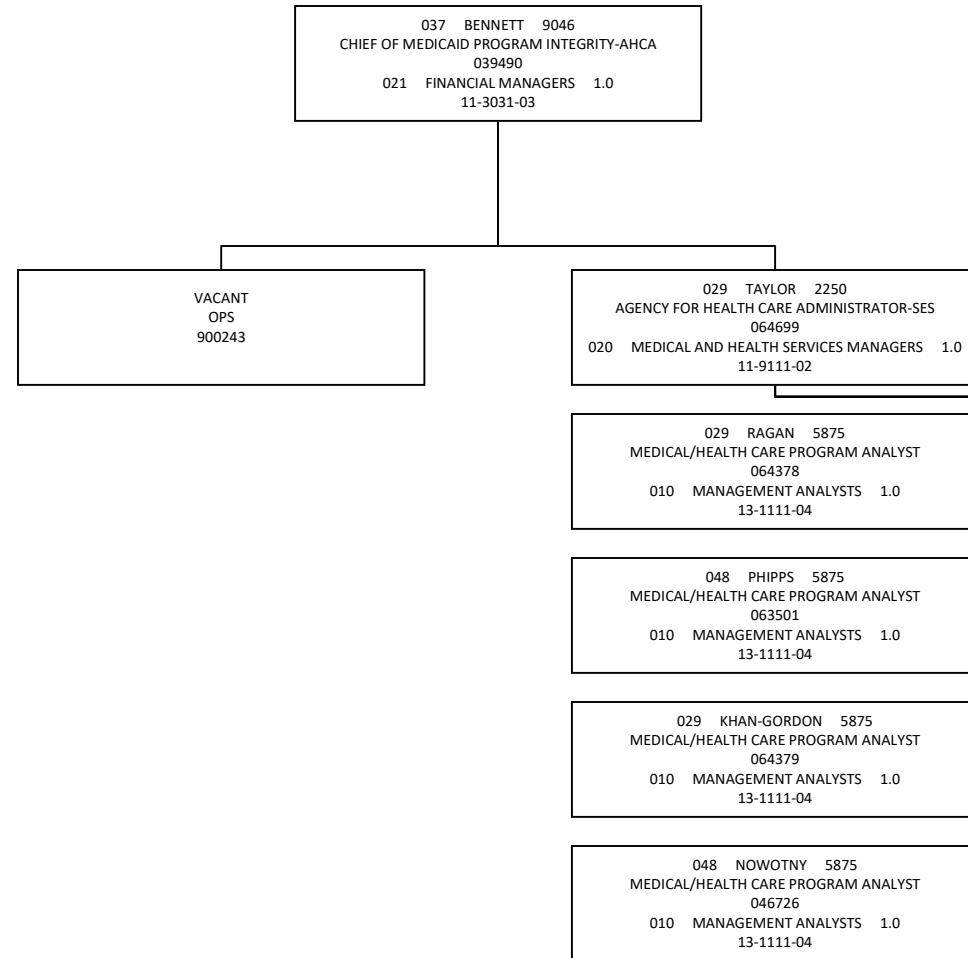 037 BENNETT 9046
CHIEF OF MEDICAID PROGRAM INTEGRITY-AHCA
039490
021 FINANCIAL MANAGERS 1.0
11-3031-03
VACANT
OPS
900243
029 TAYLOR 2250
AGENCY FOR HEALTH CARE ADMINISTRATOR-SES
064699
020 MEDICAL AND HEALTH SERVICES MANAGERS 1.0
11-9111-02
029 RAGAN 5875
MEDICAL/HEALTH CARE PROGRAM ANALYST
064378
010 MANAGEMENT ANALYSTS 1.0
13-1111-04
048 PHIPPS 5875
MEDICAL/HEALTH CARE PROGRAM ANALYST
063501
010 MANAGEMENT ANALYSTS 1.0
13-1111-04
029 KHAN-GORDON 5875
MEDICAL/HEALTH CARE PROGRAM ANALYST
064379
010 MANAGEMENT ANALYSTS 1.0
13-1111-04
048 NOWOTNY 5875
MEDICAL/HEALTH CARE PROGRAM ANALYST
046726
010 MANAGEMENT ANALYSTS 1.0
13-1111-04